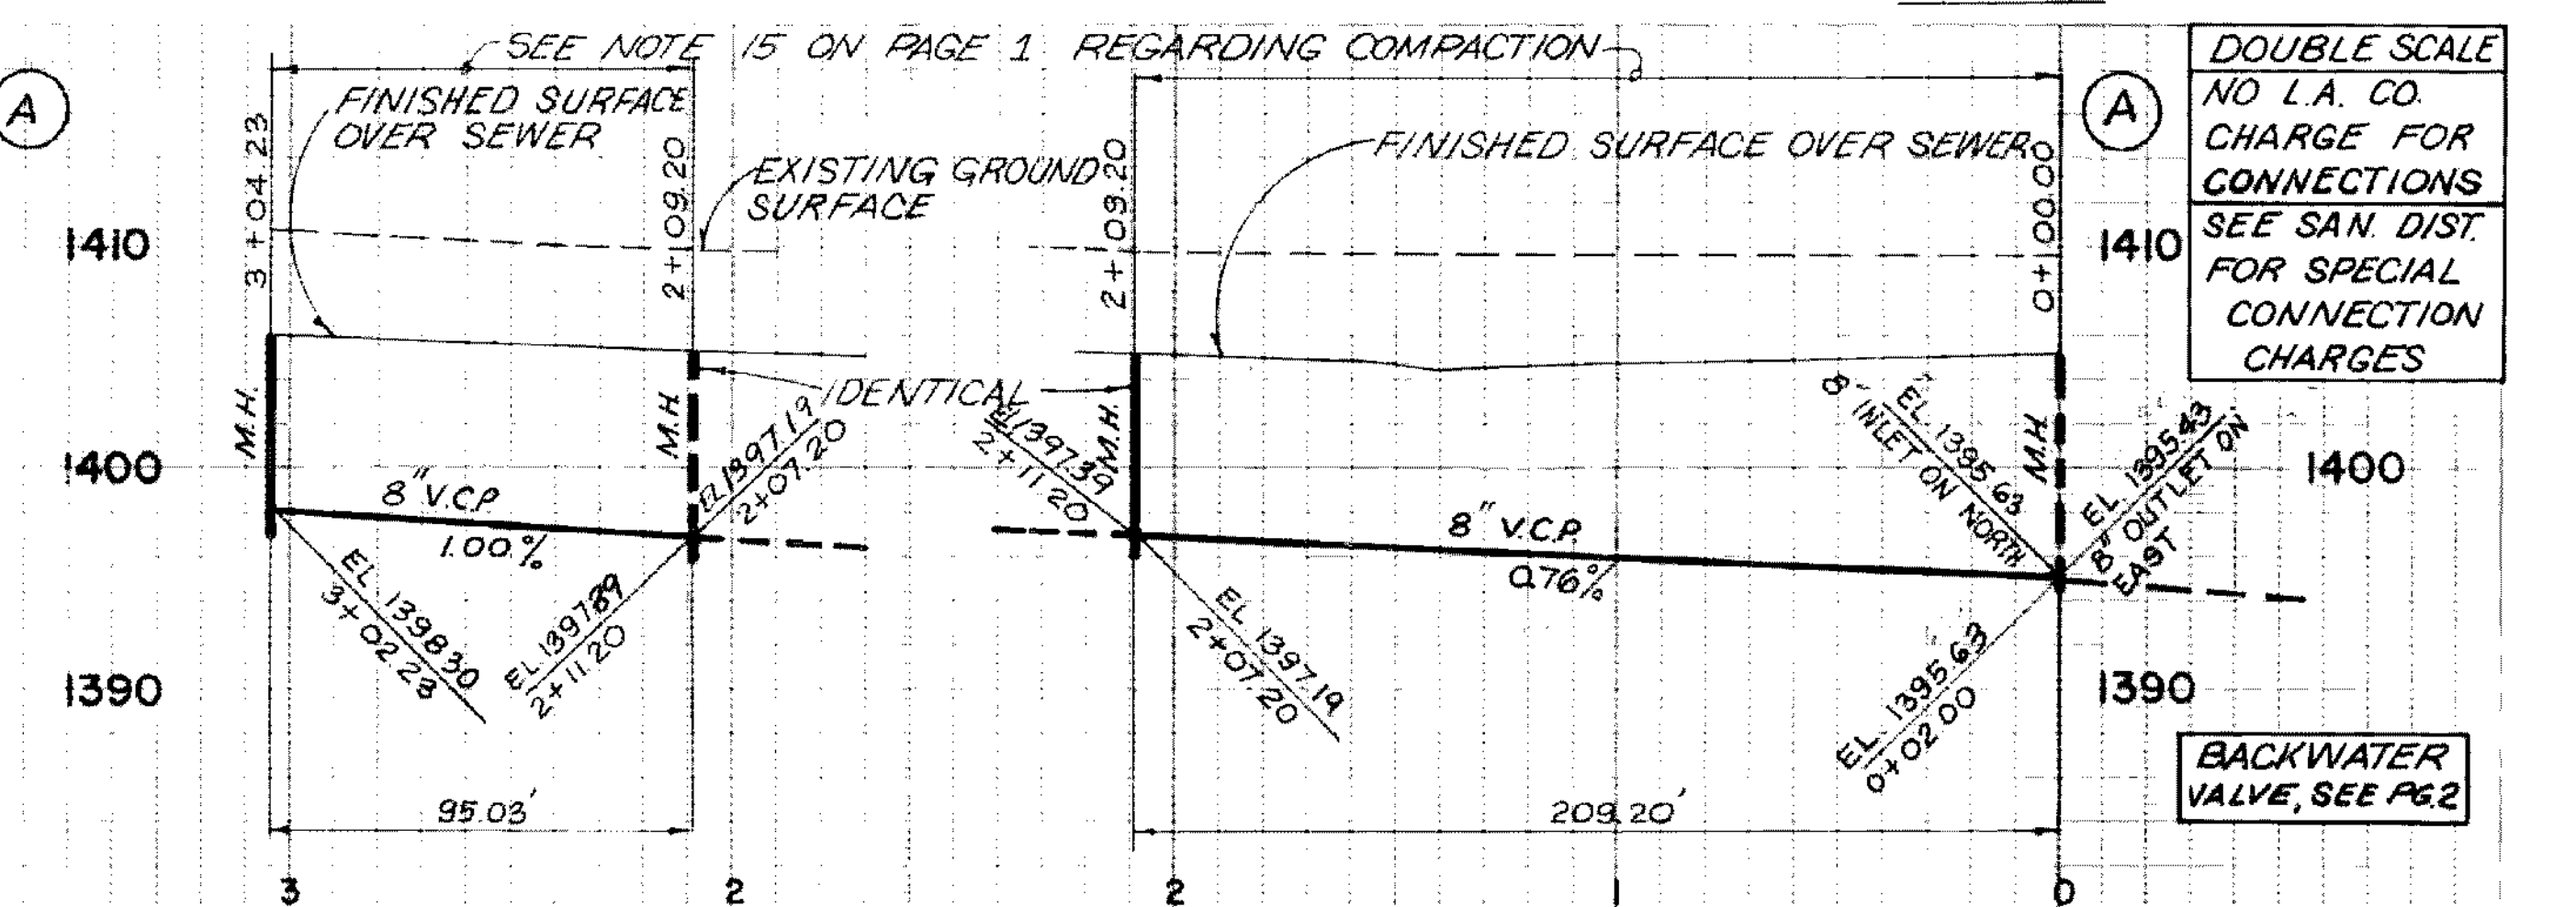 SEE NOTE 15 ON PAGE 1 REGARDING COMPACTION
DOUBLE SCALE
NO L.A. CO.
CHARGE FOR
CONNECTIONS
SEE SAN. DIST.
FOR SPECIAL
CONNECTION
CHARGES
A
A
FINISHED SURFACE
OVER SEWER
EXISTING GROUND
SURFACE
FINISHED SURFACE OVER SEWER
3+04.23
2+09.20
2+09.20
0+00.00
1410
1410
IDENTICAL
M.H.
M.H.
M.H.
M.H.
1400
1400
8" V.C.P.
1.00%
EL 1397.19
2+07.20
EL 1397.39
2+11.20
8" V.C.P.
0.76%
EL. 1395.63
8" INLET ON NORTH
EL. 1395.43
8" OUTLET ON
EAST
EL 1398.30
3+02.23
EL 1397.39
2+11.20
EL 1397.19
2+07.20
EL. 1395.63
0+02.00
1390
1390
BACKWATER
VALVE, SEE PG.2
95.03'
209.20'
3
2
2
1
0